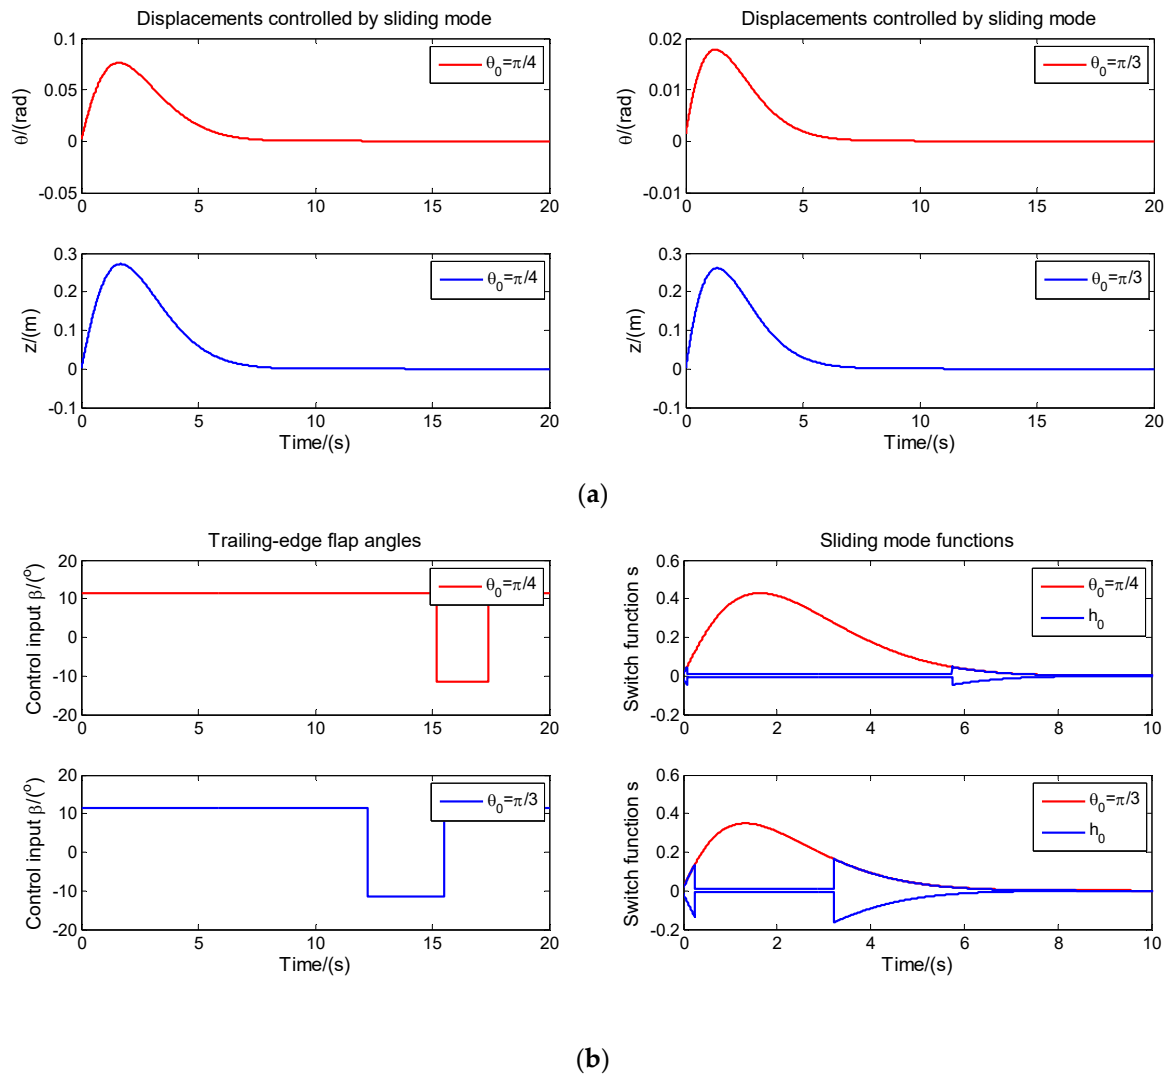 Displacements controlled by sliding mode
θ/(rad)
0.1
0.05
0
-0.05
0 5 10 15 20
θ0=π/4
Displacements controlled by sliding mode
θ/(rad)
0.02
0.01
0
-0.01
0 5 10 15 20
θ0=π/3
z/(m)
0.3
0.2
0.1
0
-0.1
0 5 10 15 20
Time/(s)
θ0=π/4
z/(m)
0.3
0.2
0.1
0
-0.1
0 5 10 15 20
Time/(s)
θ0=π/3
(a)
Trailing-edge flap angles
Control input β/(o)
20
10
0
-10
-20
0 5 10 15 20
θ0=π/4
Sliding mode functions
Switch function s
0.6
0.4
0.2
0
-0.2
0 2 4 6 8 10
θ0=π/4
h0
Control input β/(o)
20
10
0
-10
-20
0 5 10 15 20
Time/(s)
θ0=π/3
Switch function s
0.6
0.4
0.2
0
-0.2
0 2 4 6 8 10
Time/(s)
θ0=π/3
h0
(b)